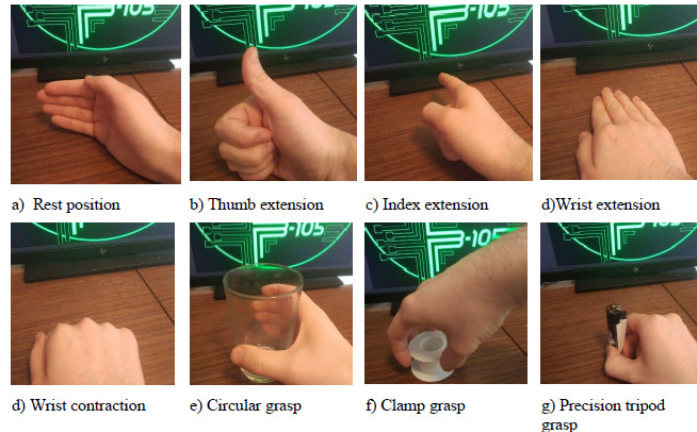 a) Rest position
b) Thumb extension
c) Index extension
d)Wrist extension
d) Wrist contraction
e) Circular grasp
f) Clamp grasp
g) Precision tripod
grasp